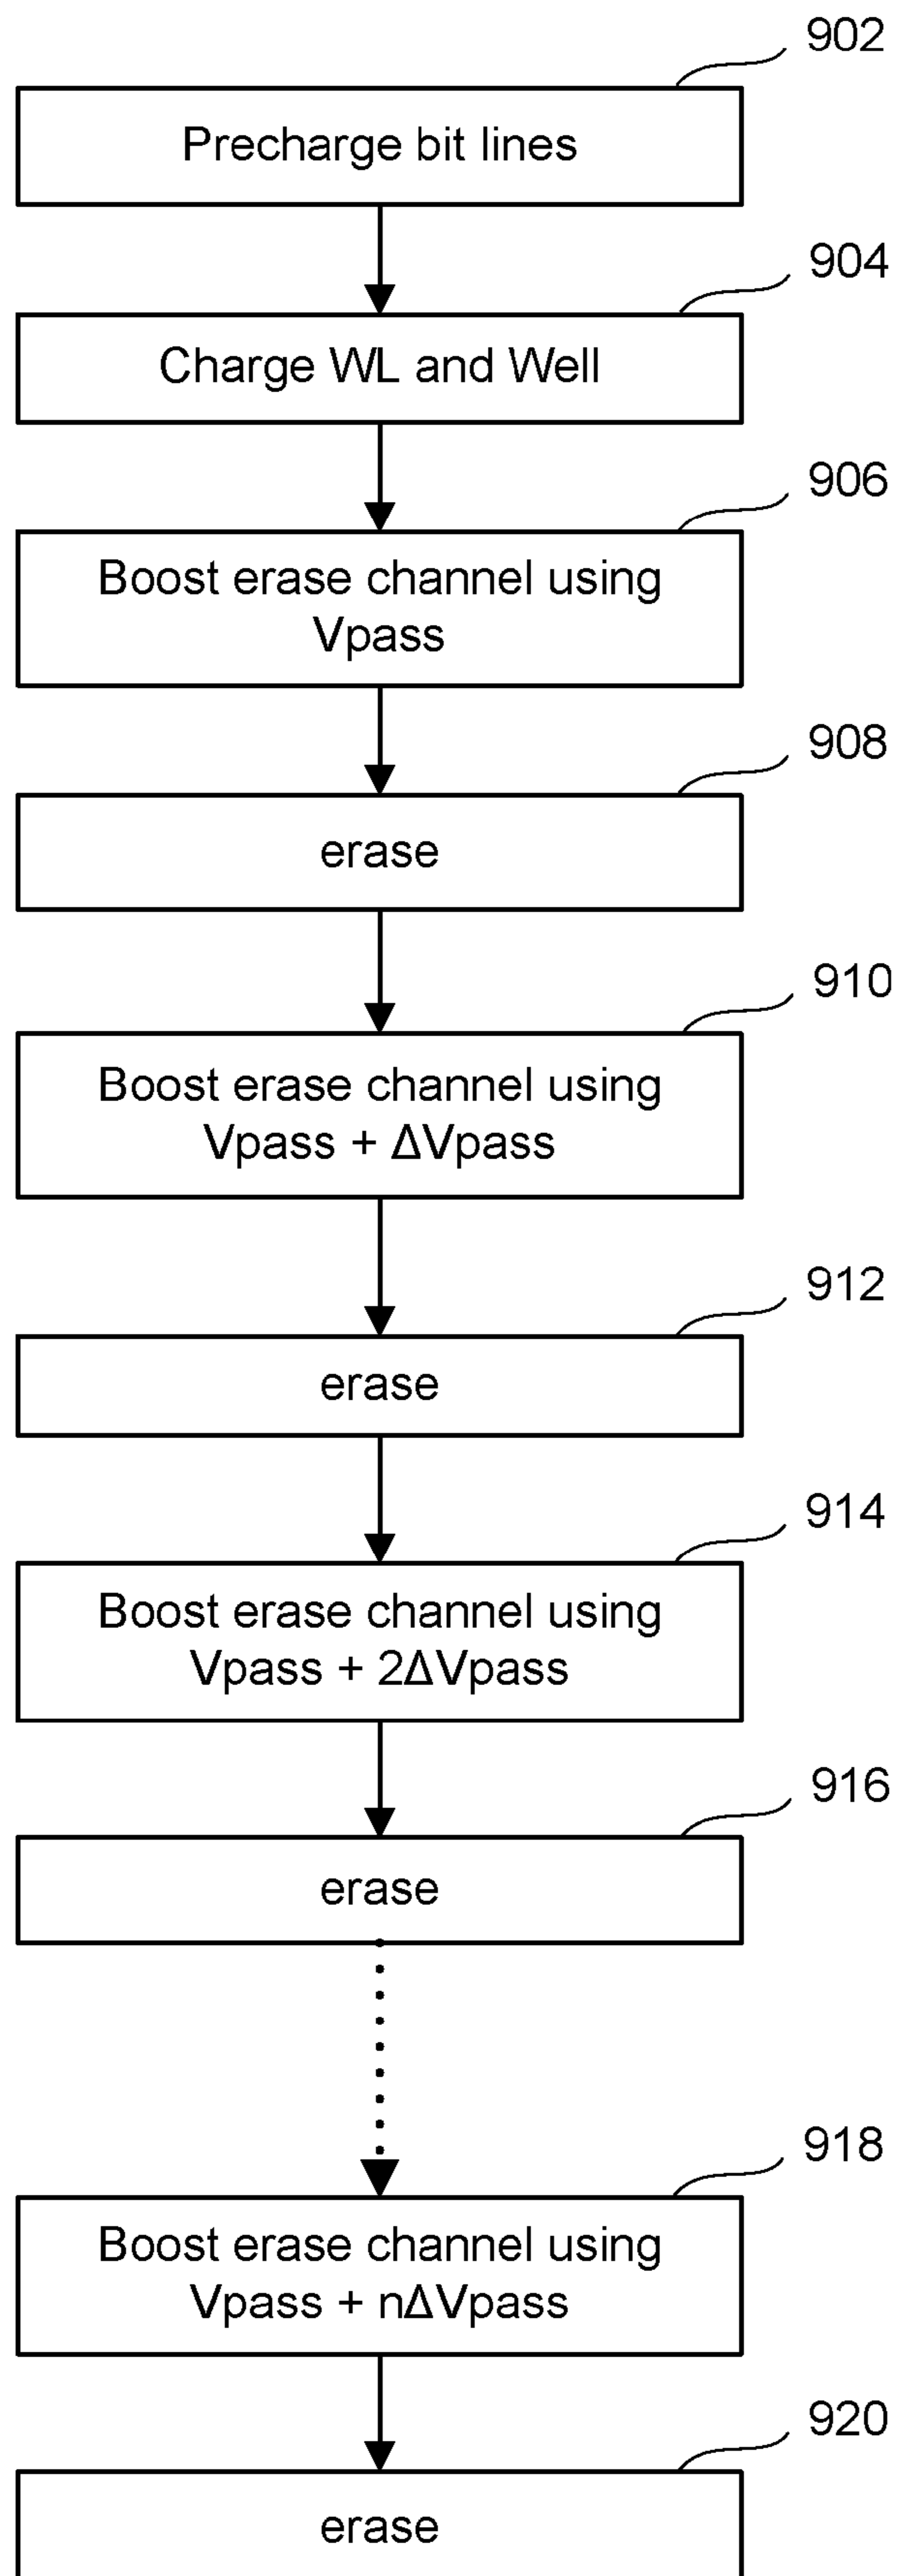 902
Precharge bit lines
904
Charge WL and Well
906
Boost erase channel using
Vpass
908
erase
910
Boost erase channel using
Vpass + ΔVpass
912
erase
914
Boost erase channel using
Vpass + 2ΔVpass
916
erase
918
Boost erase channel using
Vpass + nΔVpass
920
erase